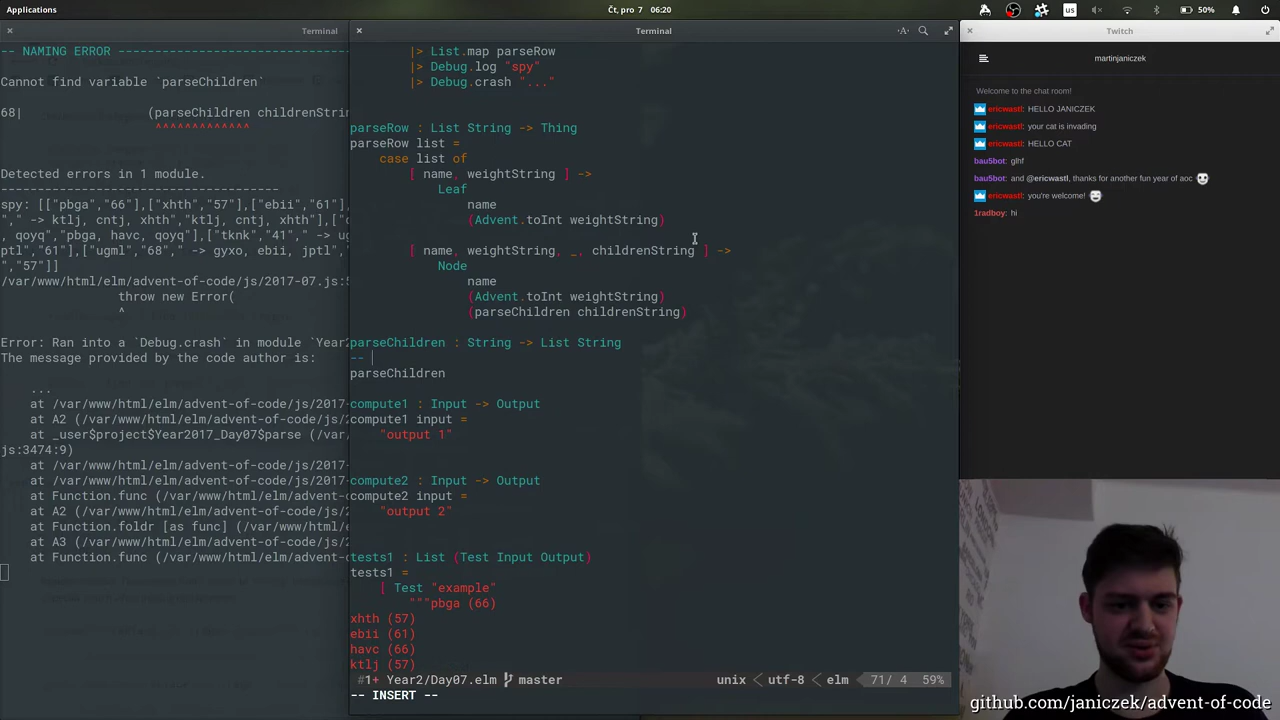 Applications
Čt, pro 7 06:20
us
50%
Terminal
-- NAMING ERROR ------------------------------
Cannot find variable `parseChildren`
68| (parseChildren childrenStrin
^^^^^^^^^^^^^
Detected errors in 1 module.
spy: [["pbga","66"],["xhth","57"],["ebii","61"],
"," -> ktlj, cntj, xhth","ktlj, cntj, xhth"],["c
, qoyq","pbga, havc, qoyq"],["tknk","41"," -> ug
ptl","61"],["ugml","68"," -> gyxo, ebii, jptl",
","57"]]
/var/www/html/elm/advent-of-code/js/2017-07.js:5
throw new Error(
^
Error: Ran into a `Debug.crash` in module `Year2
The message provided by the code author is:
...
at /var/www/html/elm/advent-of-code/js/2017-
at A2 (/var/www/html/elm/advent-of-code/js/2
at _user$project$Year2017_Day07$parse (/var/
js:3474:9)
at /var/www/html/elm/advent-of-code/js/2017-
at /var/www/html/elm/advent-of-code/js/2017-
at Function.func (/var/www/html/elm/advent-o
at A2 (/var/www/html/elm/advent-of-code/js/2
at Function.foldr [as func] (/var/www/html/e
at A3 (/var/www/html/elm/advent-of-code/js/2
at Function.func (/var/www/html/elm/advent-o
Terminal
-A-
|> List.map parseRow
|> Debug.log "spy"
|> Debug.crash "..."
parseRow : List String -> Thing
parseRow list =
case list of
[ name, weightString ] ->
Leaf
name
(Advent.toInt weightString)
[ name, weightString, _, childrenString ] ->
Node
name
(Advent.toInt weightString)
(parseChildren childrenString)
parseChildren : String -> List String
--
parseChildren
compute1 : Input -> Output
compute1 input =
"output 1"
compute2 : Input -> Output
compute2 input =
"output 2"
tests1 : List (Test Input Output)
tests1 =
[ Test "example"
"""pbga (66)
xhth (57)
ebii (61)
havc (66)
ktlj (57)
#1+ Year2/Day07.elm master unix < utf-8 < elm 71/ 4 59%
-- INSERT --
Twitch
martinjaniczek
Welcome to the chat room!
ericwastl: HELLO JANICZEK
ericwastl: your cat is invading
ericwastl: HELLO CAT
bau5bot: glhf
bau5bot: and @ericwastl, thanks for another fun year of aoc
ericwastl: you're welcome!
1radboy: hi
github.com/janiczek/advent-of-code